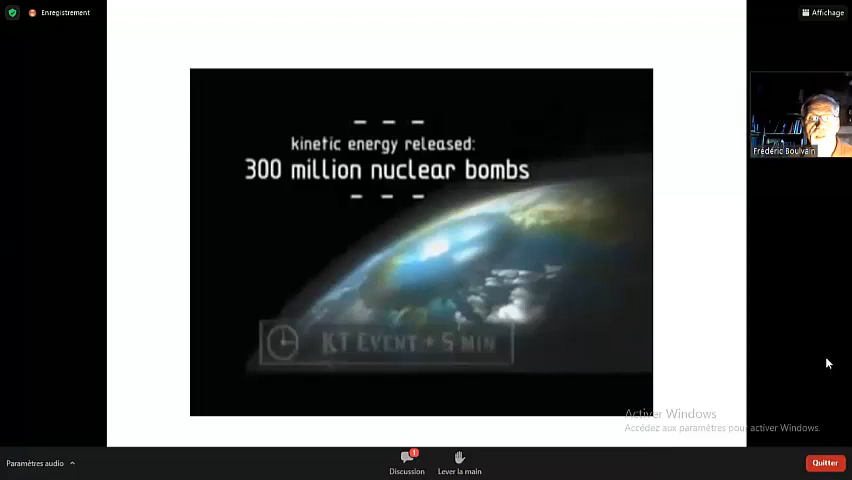 Enregistrement
Affichage
kinetic energy released:
300 million nuclear bombs
Frédéric Boulvain
KT EVENT + 5 MIN
Activer Windows
Accédez aux paramètres pour activer Windows.
Paramètres audio
1
Discussion
Lever la main
Quitter